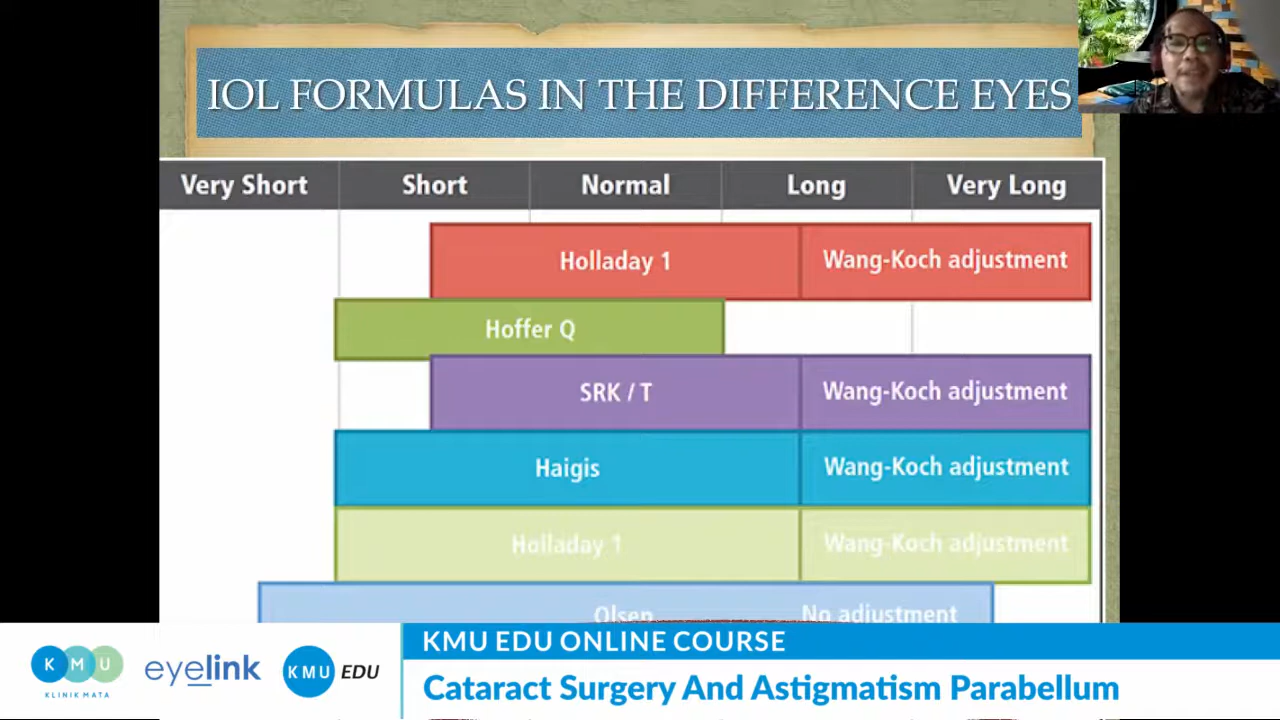 IOL FORMULAS IN THE DIFFERENCE EYES
Very Short Short Normal Long Very Long
Holladay 1 Wang-Koch adjustment
Hoffer Q
SRK / T Wang-Koch adjustment
Haigis Wang-Koch adjustment
Holladay 1 Wang-Koch adjustment
Olsen No adjustment
KMU EDU ONLINE COURSE
KMU
KLINIK MATA
eyelink
KMU EDU
Cataract Surgery And Astigmatism Parabellum